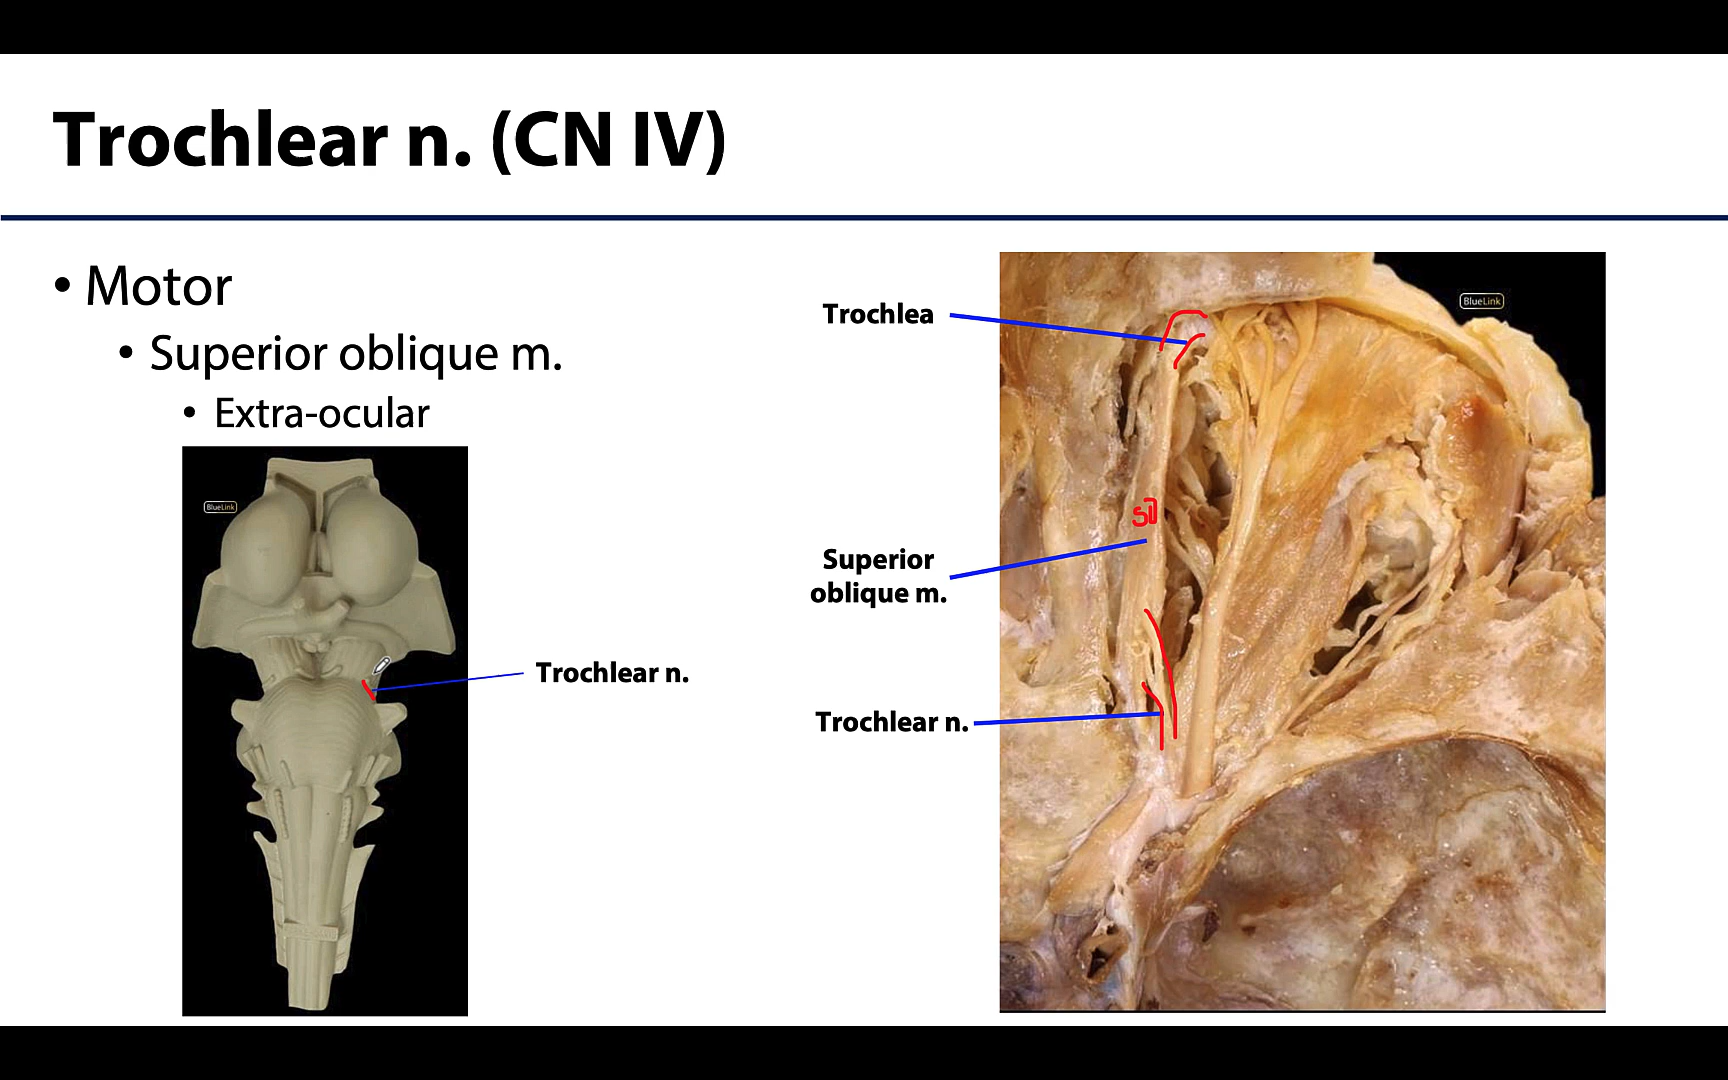 Trochlear n. (CN IV)
• Motor
• Superior oblique m.
• Extra-ocular
BlueLink
Trochlear n.
BlueLink
Trochlea
Superior
oblique m.
Trochlear n.